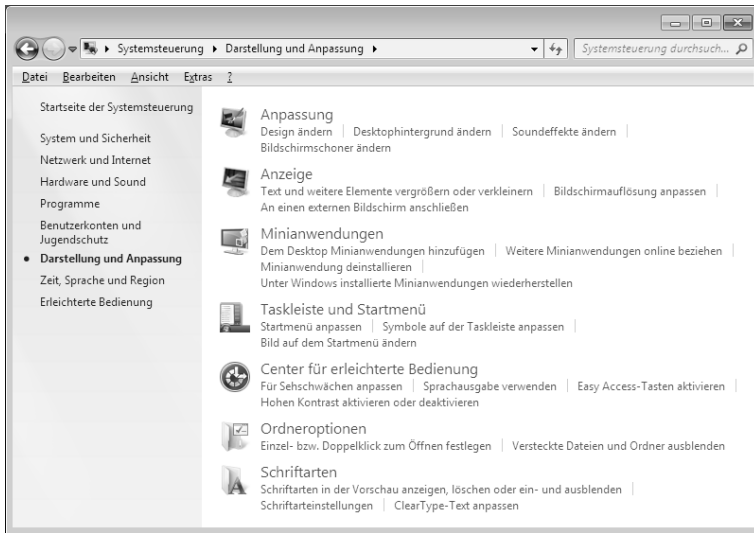 Systemsteuerung Darstellung und Anpassung Systemsteuerung durchsuch...
Datei Bearbeiten Ansicht Extras ?
Startseite der Systemsteuerung
System und Sicherheit
Netzwerk und Internet
Hardware und Sound
Programme
Benutzerkonten und
Jugendschutz
Darstellung und Anpassung
Zeit, Sprache und Region
Erleichterte Bedienung
Anpassung
Design ändern Desktophintergrund ändern Soundeffekte ändern
Bildschirmschoner ändern
Anzeige
Text und weitere Elemente vergrößern oder verkleinern Bildschirmauflösung anpassen
An einen externen Bildschirm anschließen
Minianwendungen
Dem Desktop Minianwendungen hinzufügen Weitere Minianwendungen online beziehen
Minianwendung deinstallieren
Unter Windows installierte Minianwendungen wiederherstellen
Taskleiste und Startmenü
Startmenü anpassen Symbole auf der Taskleiste anpassen
Bild auf dem Startmenü ändern
Center für erleichterte Bedienung
Für Sehschwächen anpassen Sprachausgabe verwenden Easy Access-Tasten aktivieren
Hohen Kontrast aktivieren oder deaktivieren
Ordneroptionen
Einzel- bzw. Doppelklick zum Öffnen festlegen Versteckte Dateien und Ordner ausblenden
Schriftarten
Schriftarten in der Vorschau anzeigen, löschen oder ein- und ausblenden
Schriftarteinstellungen ClearType-Text anpassen